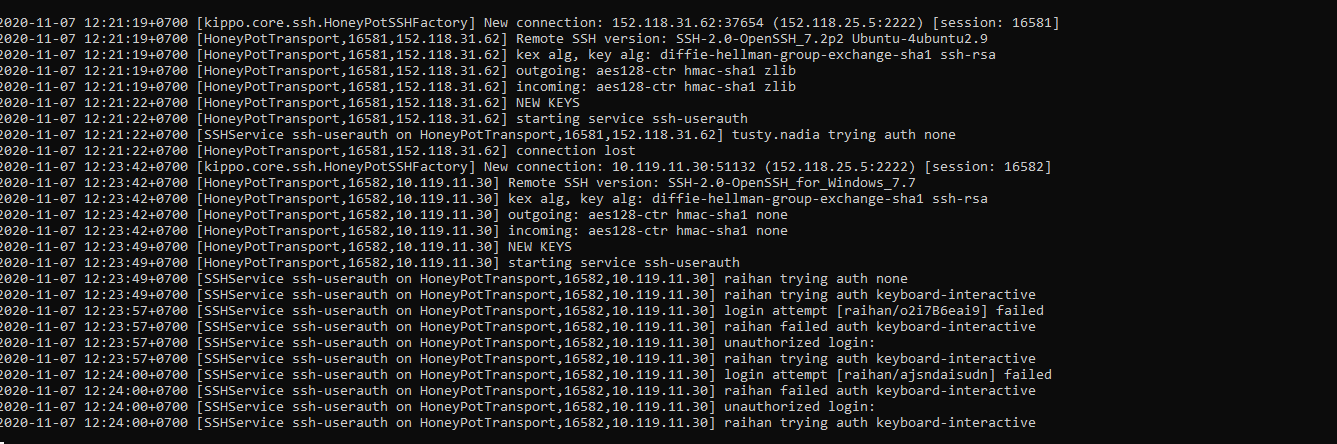 2020-11-07 12:21:19+0700 [kippo.core.ssh.HoneyPotSSHFactory] New connection: 152.118.31.62:37654 (152.118.25.5:2222) [session: 16581]
2020-11-07 12:21:19+0700 [HoneyPotTransport,16581,152.118.31.62] Remote SSH version: SSH-2.0-OpenSSH_7.2p2 Ubuntu-4ubuntu2.9
2020-11-07 12:21:19+0700 [HoneyPotTransport,16581,152.118.31.62] kex alg, key alg: diffie-hellman-group-exchange-sha1 ssh-rsa
2020-11-07 12:21:19+0700 [HoneyPotTransport,16581,152.118.31.62] outgoing: aes128-ctr hmac-sha1 zlib
2020-11-07 12:21:19+0700 [HoneyPotTransport,16581,152.118.31.62] incoming: aes128-ctr hmac-sha1 zlib
2020-11-07 12:21:22+0700 [HoneyPotTransport,16581,152.118.31.62] NEW KEYS
2020-11-07 12:21:22+0700 [HoneyPotTransport,16581,152.118.31.62] starting service ssh-userauth
2020-11-07 12:21:22+0700 [SSHService ssh-userauth on HoneyPotTransport,16581,152.118.31.62] tusty.nadia trying auth none
2020-11-07 12:21:22+0700 [HoneyPotTransport,16581,152.118.31.62] connection lost
2020-11-07 12:23:42+0700 [kippo.core.ssh.HoneyPotSSHFactory] New connection: 10.119.11.30:51132 (152.118.25.5:2222) [session: 16582]
2020-11-07 12:23:42+0700 [HoneyPotTransport,16582,10.119.11.30] Remote SSH version: SSH-2.0-OpenSSH_for_Windows_7.7
2020-11-07 12:23:42+0700 [HoneyPotTransport,16582,10.119.11.30] kex alg, key alg: diffie-hellman-group-exchange-sha1 ssh-rsa
2020-11-07 12:23:42+0700 [HoneyPotTransport,16582,10.119.11.30] outgoing: aes128-ctr hmac-sha1 none
2020-11-07 12:23:42+0700 [HoneyPotTransport,16582,10.119.11.30] incoming: aes128-ctr hmac-sha1 none
2020-11-07 12:23:49+0700 [HoneyPotTransport,16582,10.119.11.30] NEW KEYS
2020-11-07 12:23:49+0700 [HoneyPotTransport,16582,10.119.11.30] starting service ssh-userauth
2020-11-07 12:23:49+0700 [SSHService ssh-userauth on HoneyPotTransport,16582,10.119.11.30] raihan trying auth none
2020-11-07 12:23:49+0700 [SSHService ssh-userauth on HoneyPotTransport,16582,10.119.11.30] raihan trying auth keyboard-interactive
2020-11-07 12:23:57+0700 [SSHService ssh-userauth on HoneyPotTransport,16582,10.119.11.30] login attempt [raihan/o2i7B6eai9] failed
2020-11-07 12:23:57+0700 [SSHService ssh-userauth on HoneyPotTransport,16582,10.119.11.30] raihan failed auth keyboard-interactive
2020-11-07 12:23:57+0700 [SSHService ssh-userauth on HoneyPotTransport,16582,10.119.11.30] unauthorized login:
2020-11-07 12:23:57+0700 [SSHService ssh-userauth on HoneyPotTransport,16582,10.119.11.30] raihan trying auth keyboard-interactive
2020-11-07 12:24:00+0700 [SSHService ssh-userauth on HoneyPotTransport,16582,10.119.11.30] login attempt [raihan/ajsndaisudn] failed
2020-11-07 12:24:00+0700 [SSHService ssh-userauth on HoneyPotTransport,16582,10.119.11.30] raihan failed auth keyboard-interactive
2020-11-07 12:24:00+0700 [SSHService ssh-userauth on HoneyPotTransport,16582,10.119.11.30] unauthorized login:
2020-11-07 12:24:00+0700 [SSHService ssh-userauth on HoneyPotTransport,16582,10.119.11.30] raihan trying auth keyboard-interactive